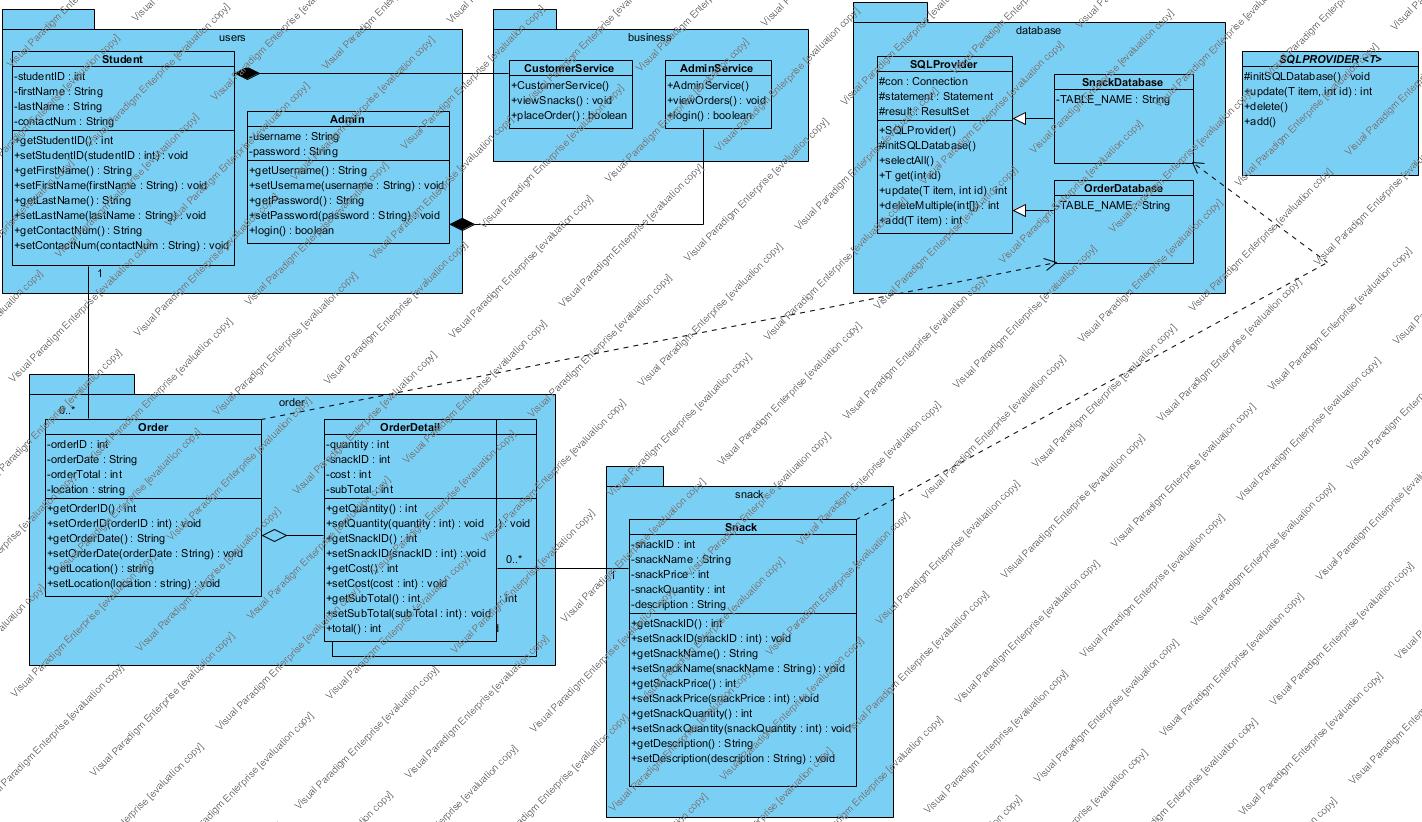 users
Student
-studentID : int
-firstName : String
-lastName : String
-contactNum : String
+getStudentID() : int
+setStudentID(studentID : int) : void
+getFirstName() : String
+setFirstName(firstName : String) : void
+getLastName() : String
+setLastName(lastName : String) : void
+getContactNum() : String
+setContactNum(contactNum : String) : void
Admin
-username : String
-password : String
+getUsername() : String
+setUsername(username : String) : void
+getPassword() : String
+setPassword(password : String) : void
+login() : boolean
business
CustomerService
+CustomerService()
+viewSnacks() : void
+placeOrder() : boolean
AdminService
+AdminService()
+viewOrders() : void
+login() : boolean
database
SQLProvider
#con : Connection
#statement : Statement
#result : ResultSet
+SQLProvider()
#initSQLDatabase()
+selectAll()
+T get(int id)
+update(T item, int id) : int
+deleteMultiple(int[]) : int
+add(T item) : int
SnackDatabase
-TABLE_NAME : String
OrderDatabase
-TABLE_NAME : String
SQLPROVIDER <T>
#initSQLDatabase() : void
+update(T item, int id) : int
+delete()
+add()
1
0..*
order
Order
-orderID : int
-orderDate : String
-orderTotal : int
-location : string
+getOrderID() : int
+setOrderID(orderID : int) : void
+getOrderDate() : String
+setOrderDate(orderDate : String) : void
+getLocation() : string
+setLocation(location : string) : void
OrderDetail
-quantity : int
-snackID : int
-cost : int
-subTotal : int
+getQuantity() : int
+setQuantity(quantity : int) : void
+getSnackID() : int
+setSnackID(snackID : int) : void
+getCost() : int
+setCost(cost : int) : void
+getSubTotal() : int
+setSubTotal(subTotal : int) : void
+total() : int
) : void
int
0..*
snack
Snack
-snackID : int
-snackName : String
-snackPrice : int
-snackQuantity : int
-description : String
+getSnackID() : int
+setSnackID(snackID : int) : void
+getSnackName() : String
+setSnackName(snackName : String) : void
+getSnackPrice() : int
+setSnackPrice(snackPrice : int) : void
+getSnackQuantity() : int
+setSnackQuantity(snackQuantity : int) : void
+getDescription() : String
+setDescription(description : String) : void
Visual Paradigm Enterprise [evaluation copy]